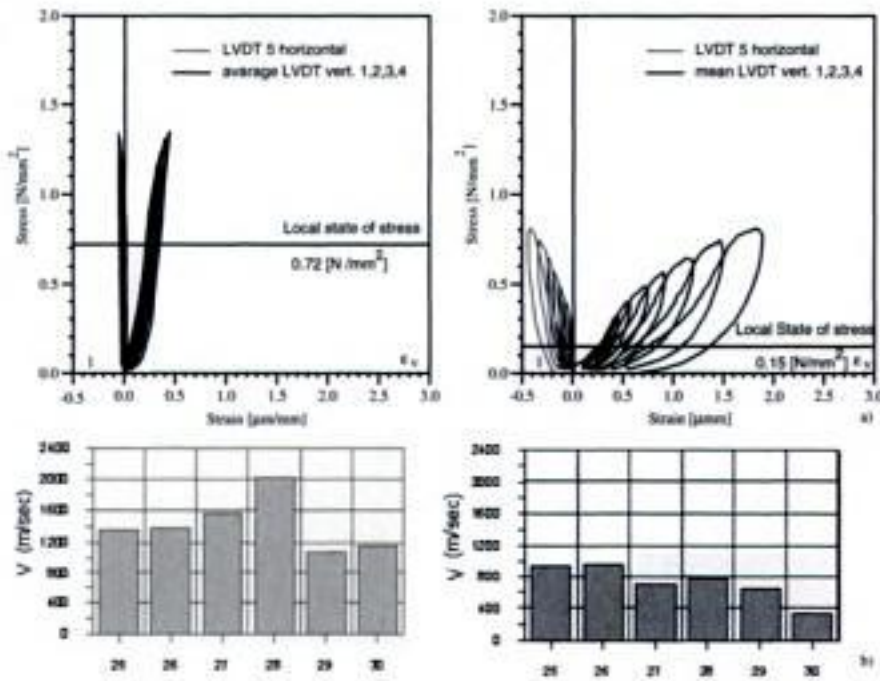 2.0
1.5
1.0
0.5
0.0
Stress [N/mm²]
LVDT 5 horizontal
avarage LVDT vert. 1,2,3,4
Local state of stress
0.72 [N /mm²]
ε v
-0.5 0.0 0.5 1.0 1.5 2.0 2.5 3.0
Strain [μm/mm]
2.0
1.5
1.0
0.5
0.0
Stress [N/mm²]
LVDT 5 horizontal
mean LVDT vert. 1,2,3,4
Local State of stress
0.15 [N/mm²] ε v
-0.5 0.0 0.5 1.0 1.5 2.0 2.5 3.0
Strain [μmm]
a)
2400
2000
1600
1200
800
400
0
V (m/sec)
25 26 27 28 29 30
2400
2000
1600
1200
800
400
0
V (m/sec)
25 26 27 28 29 30
b)